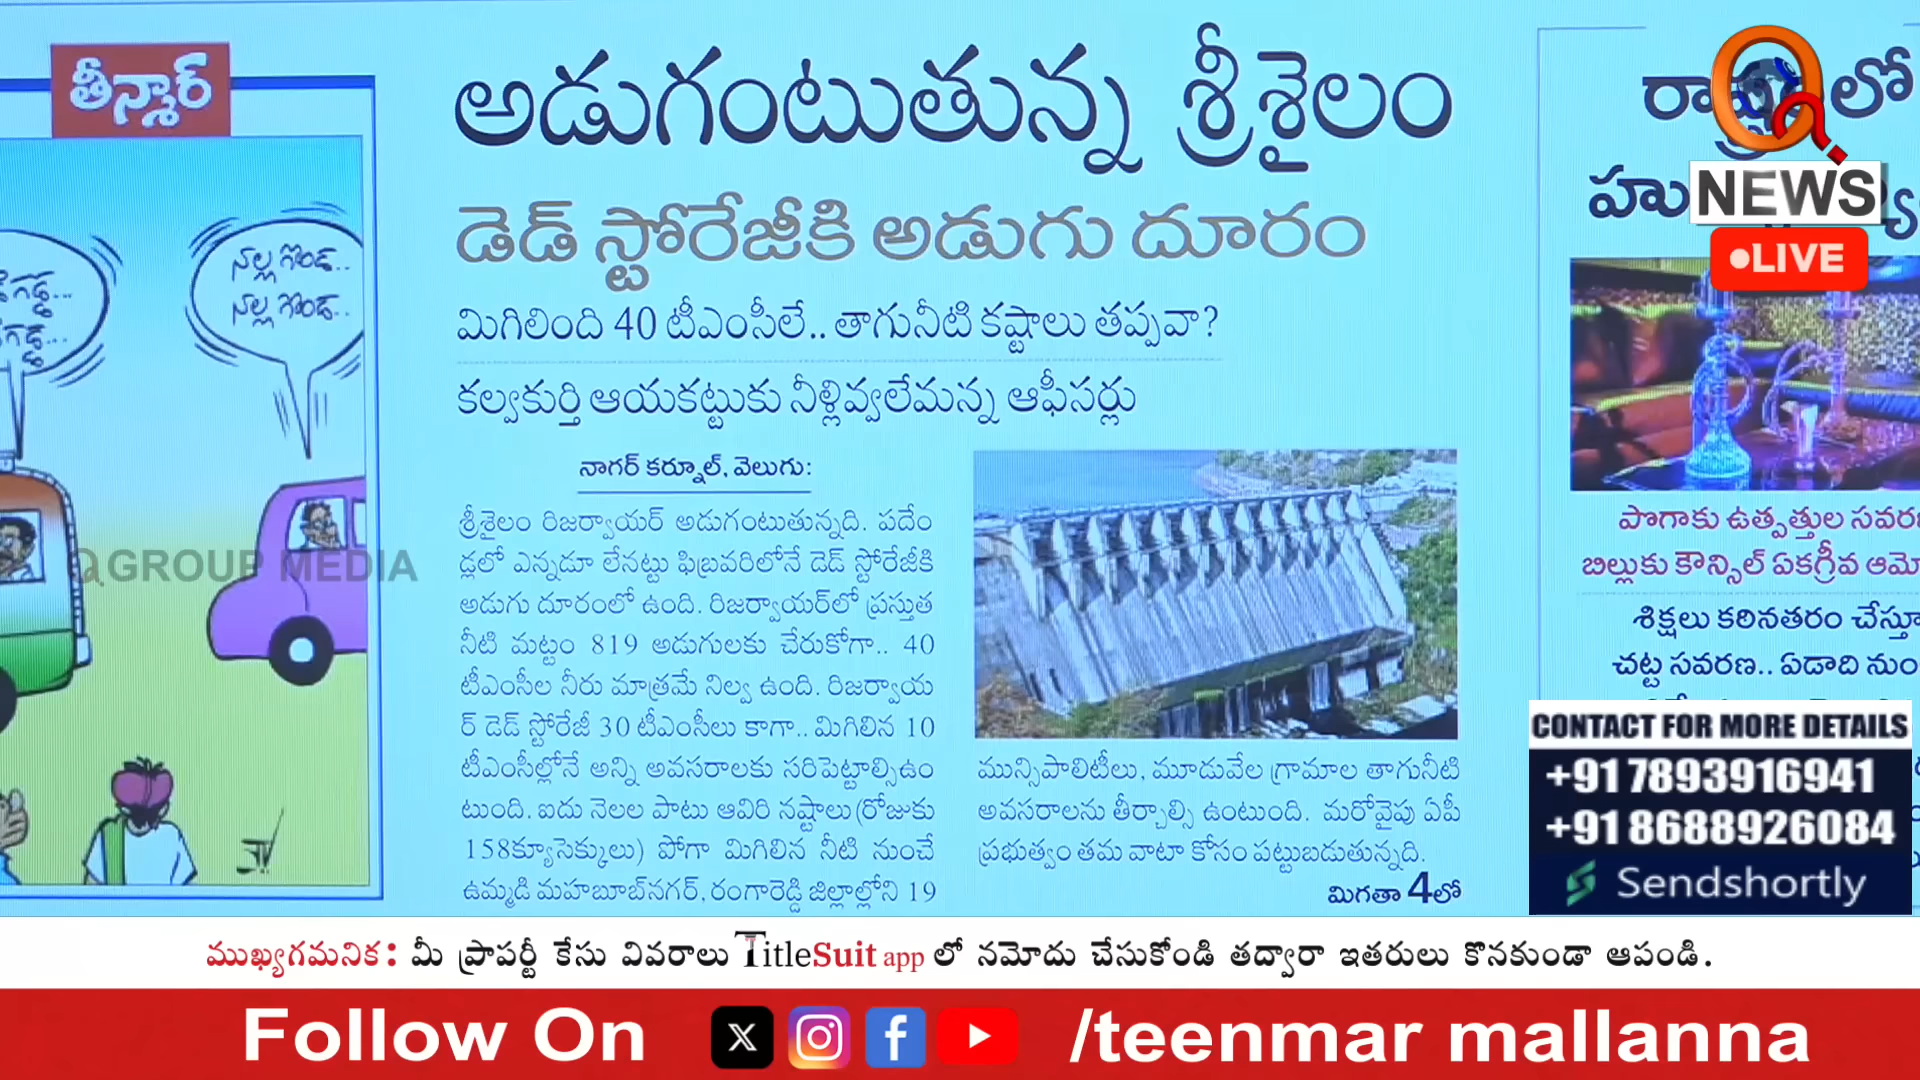 తీన్మార్
నాల్ల గొండ..
నాల్ల గొండ..
అడుగంటుతున్న శ్రీశైలం
డెడ్ స్టోరేజీకి అడుగు దూరం
మిగిలింది 40 టీఎంసీలే.. తాగునీటి కష్టాలు తప్పవా?
కల్వకుర్తి ఆయకట్టుకు నీళ్లివ్వలేమన్న ఆఫీసర్లు
నాగర్ కర్నూల్, వెలుగు:
శ్రీశైలం రిజర్వాయర్ అడుగంటుతున్నది. పదేం
డ్లలో ఎన్నడూ లేనట్టు ఫిబ్రవరిలోనే డెడ్ స్టోరేజీకి
అడుగు దూరంలో ఉంది. రిజర్వాయర్‌లో ప్రస్తుత
నీటి మట్టం 819 అడుగులకు చేరుకోగా.. 40
టీఎంసీల నీరు మాత్రమే నిల్వ ఉంది. రిజర్వాయ
ర్ డెడ్ స్టోరేజీ 30 టీఎంసీలు కాగా.. మిగిలిన 10
టీఎంసీల్లోనే అన్ని అవసరాలకు సరిపెట్టాల్సిఉం
టుంది. ఐదు నెలల పాటు ఆవిరి నష్టాలు (రోజుకు
158క్యూసెక్కులు) పోగా మిగిలిన నీటి నుంచే
ఉమ్మడి మహబూబ్‌నగర్, రంగారెడ్డి జిల్లాల్లోని 19
మున్సిపాలిటీలు, మూడువేల గ్రామాల తాగునీటి
అవసరాలను తీర్చాల్సి ఉంటుంది. మరోవైపు ఏపీ
ప్రభుత్వం తమ వాటా కోసం పట్టుబడుతున్నది.
మిగతా 4లో
పొగాకు ఉత్పత్తుల
బిల్లుకు కౌన్సిల్ ఏకగ్రీవ
శిక్షలు కఠినతరం
చట్ట సవరణ.. ఏడాది
Q GROUP MEDIA
Q
NEWS
LIVE
CONTACT FOR MORE DETAILS
+91 7893916941
+91 8688926084
Sendshortly
ముఖ్యగమనిక: మీ ప్రాపర్టీ కేసు వివరాలు TitleSuit app లో నమోదు చేసుకోండి తద్వారా ఇతరులు కొనకుండా ఆపండి.
Follow On /teenmar mallanna